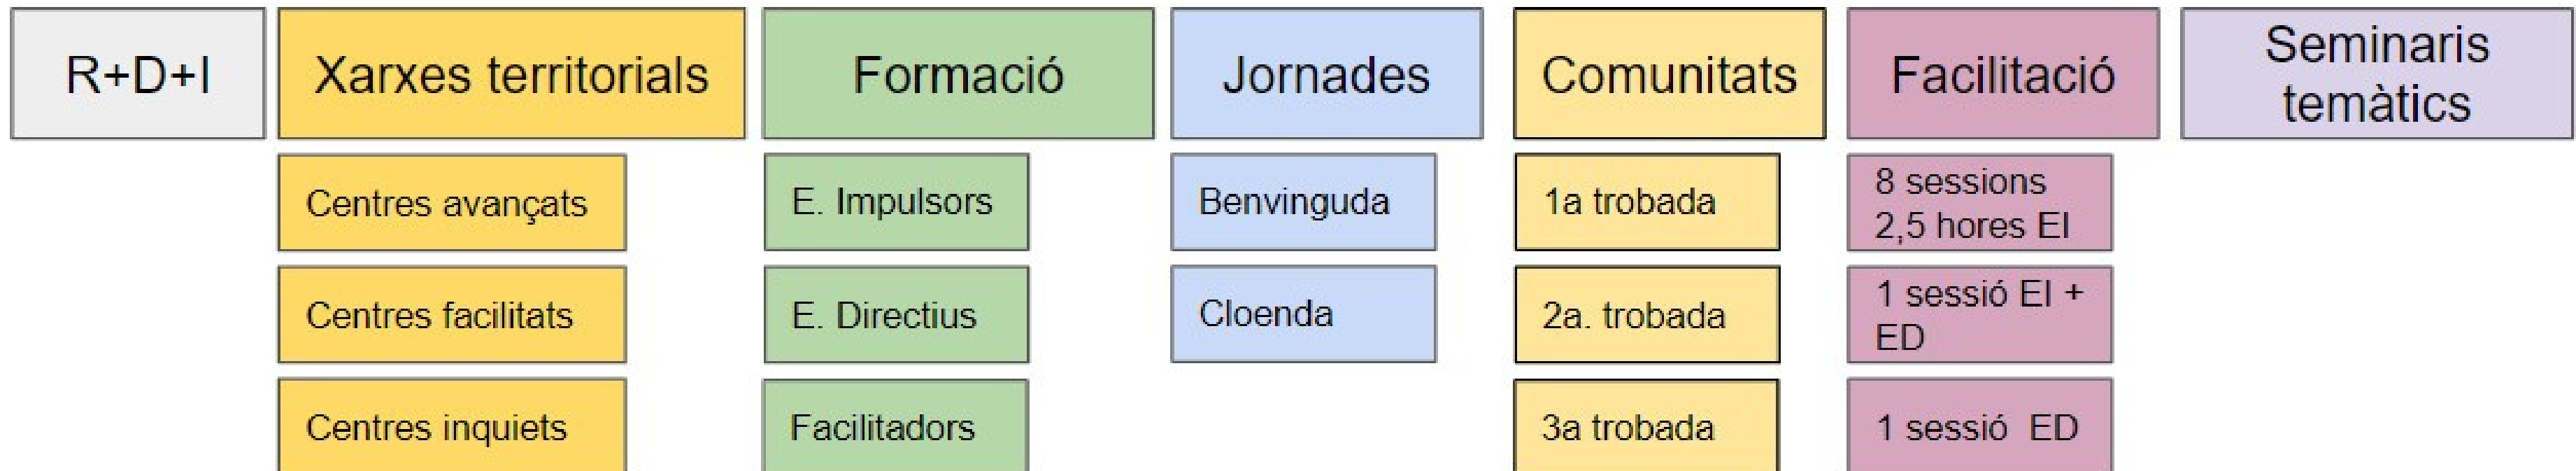 R+D+I
Xarxes territorials
Formació
Jornades
Comunitats
Facilitació
Seminaris
temàtics
Centres avançats
E. Impulsors
Benvinguda
1a trobada
8 sessions
2,5 hores EI
Centres facilitats
E. Directius
Cloenda
2a. trobada
1 sessió EI +
ED
Centres inquiets
Facilitadors
3a trobada
1 sessió  ED